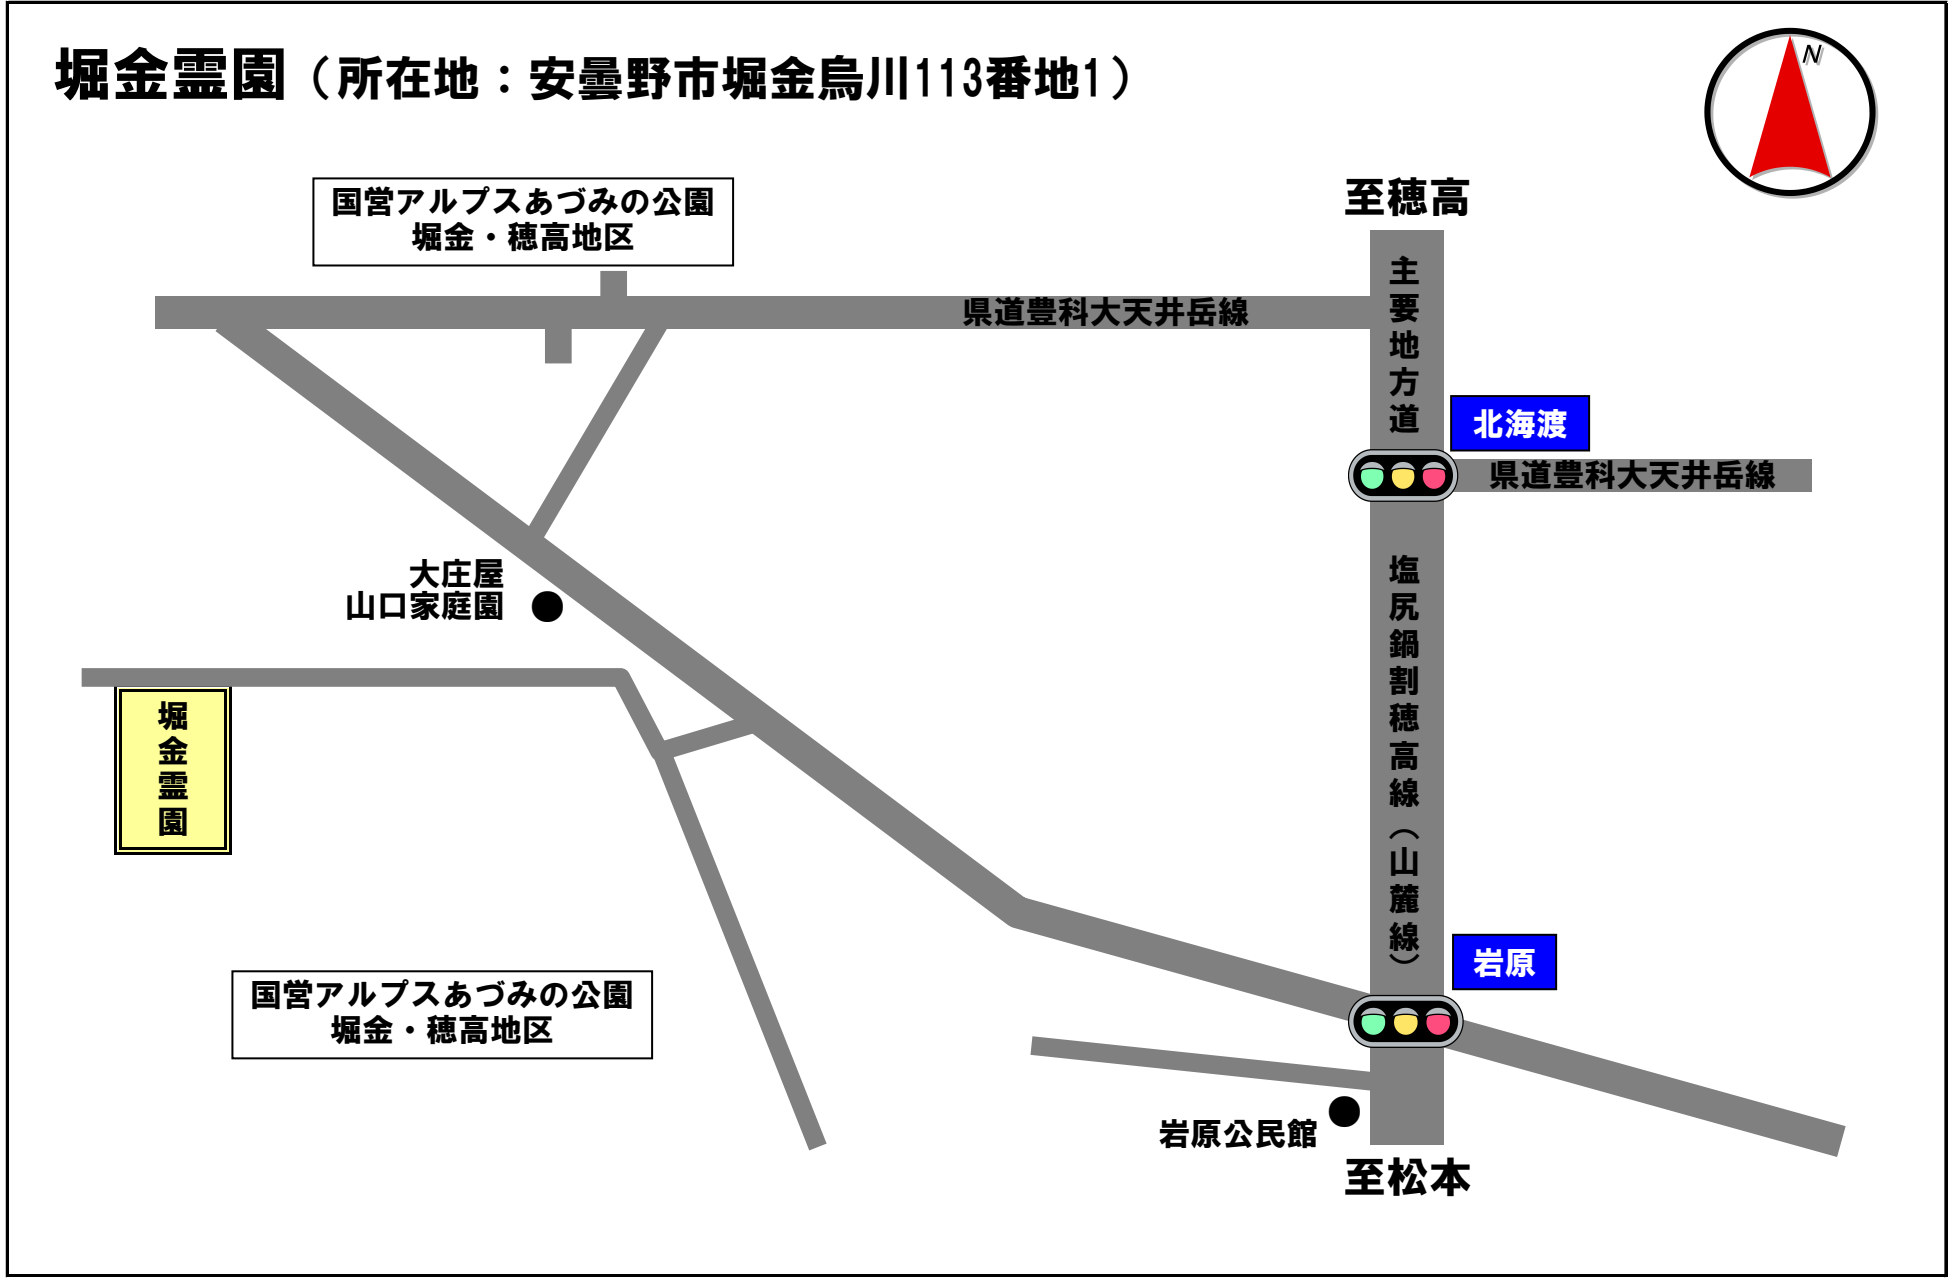 堀金霊園（所在地：安曇野市堀金烏川113番地1）
N
国営アルプスあづみの公園
堀金・穂高地区
至穂高
県道豊科大天井岳線
主要地方道
北海渡
県道豊科大天井岳線
大庄屋
山口家庭園
塩尻鍋割穂高線（山麓線）
堀金霊園
岩原
国営アルプスあづみの公園
堀金・穂高地区
岩原公民館
至松本